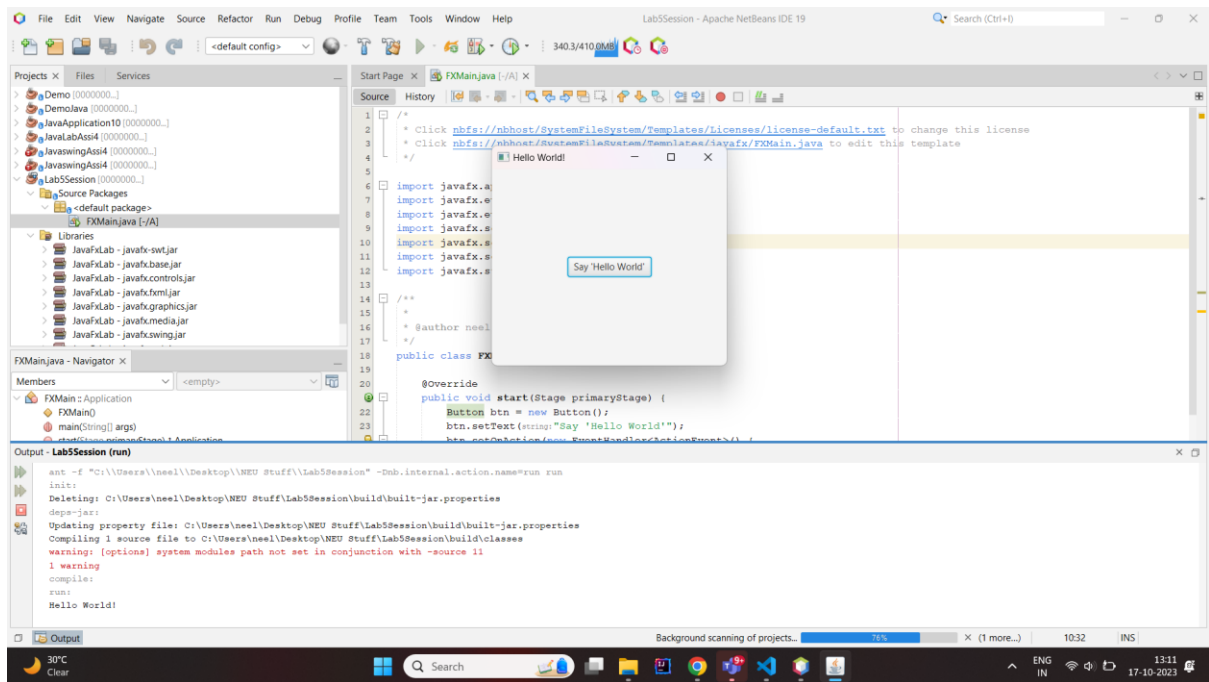 File Edit View Navigate Source Refactor Run Debug Profile Team Tools Window Help
Lab5Session - Apache NetBeans IDE 19
Search (Ctrl+I)
<default config>
340.3/410.0MB
Projects
Files
Services
Demo [0000000...]
DemoJava [0000000...]
JavaApplication10 [0000000...]
JavaLabAssi4 [0000000...]
JavaswingAssi4 [0000000...]
JavaswingAssi4 [0000000...]
Lab5Session [0000000...]
Source Packages
<default package>
FXMain.java [-/A]
Libraries
JavaFxLab - javafx-swt.jar
JavaFxLab - javafx.base.jar
JavaFxLab - javafx.controls.jar
JavaFxLab - javafx.fxml.jar
JavaFxLab - javafx.graphics.jar
JavaFxLab - javafx.media.jar
JavaFxLab - javafx.swing.jar
FXMain.java - Navigator
Members
<empty>
FXMain :: Application
FXMain()
main(String[] args)
start(Stage primaryStage) ↑ Application
Start Page
FXMain.java [-/A]
Source
History
1 /*
2 * Click nbfs://nbhost/SystemFileSystem/Templates/Licenses/license-default.txt to change this license
3 * Click nbfs://nbhost/SystemFileSystem/Templates/javafx/FXMain.java to edit this template
4 */
5
6 import javafx.a
7 import javafx.e
8 import javafx.e
9 import javafx.s
10 import javafx.s
11 import javafx.s
12 import javafx.s
13
14 /**
15 *
16 * @author neel
17 */
18 public class FX
19
20 @Override
public void start(Stage primaryStage) {
22 Button btn = new Button();
23 btn.setText(string:"Say 'Hello World'");
btn.setOnAction(new EventHandler<ActionEvent>() {
Hello World!
Say 'Hello World'
Output - Lab5Session (run)
ant -f "C:\\Users\\neel\\Desktop\\NEU Stuff\\Lab5Session" -Dnb.internal.action.name=run run
init:
Deleting: C:\Users\neel\Desktop\NEU Stuff\Lab5Session\build\built-jar.properties
deps-jar:
Updating property file: C:\Users\neel\Desktop\NEU Stuff\Lab5Session\build\built-jar.properties
Compiling 1 source file to C:\Users\neel\Desktop\NEU Stuff\Lab5Session\build\classes
warning: [options] system modules path not set in conjunction with -source 11
1 warning
compile:
run:
Hello World!
Output
Background scanning of projects...
76%
(1 more...)
10:32
INS
30°C
Clear
Search
9+
ENG
IN
13:11
17-10-2023